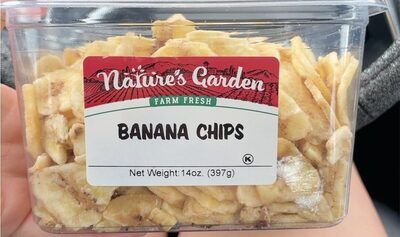 Nature's Garden
FARM FRESH
BANANA CHIPS
K
Net Weight: 14oz. (397g)